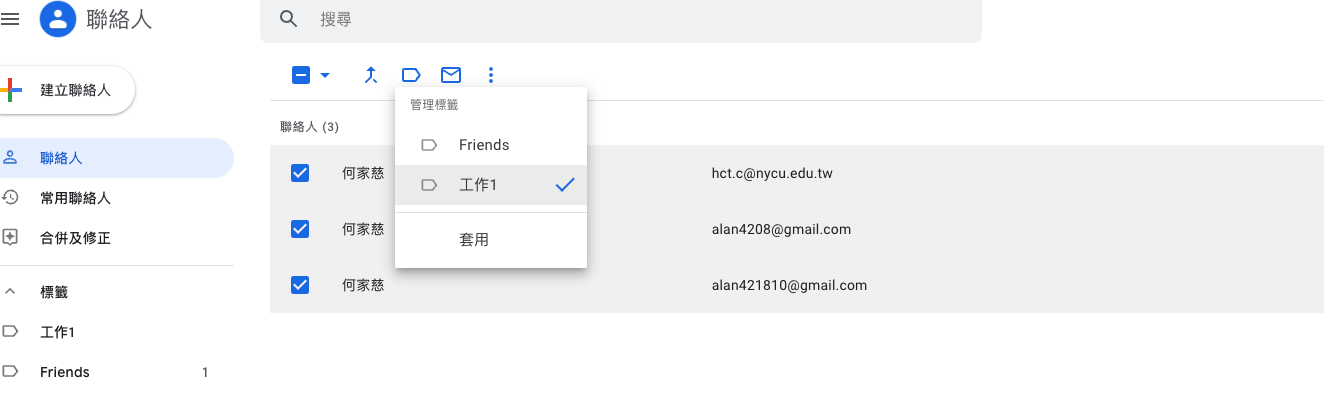 聯絡人
搜尋
建立聯絡人
聯絡人
常用聯絡人
合併及修正
標籤
工作1
Friends 1
管理標籤
Friends
工作1
套用
聯絡人 (3)
何家慈 hct.c@nycu.edu.tw
何家慈 alan4208@gmail.com
何家慈 alan421810@gmail.com